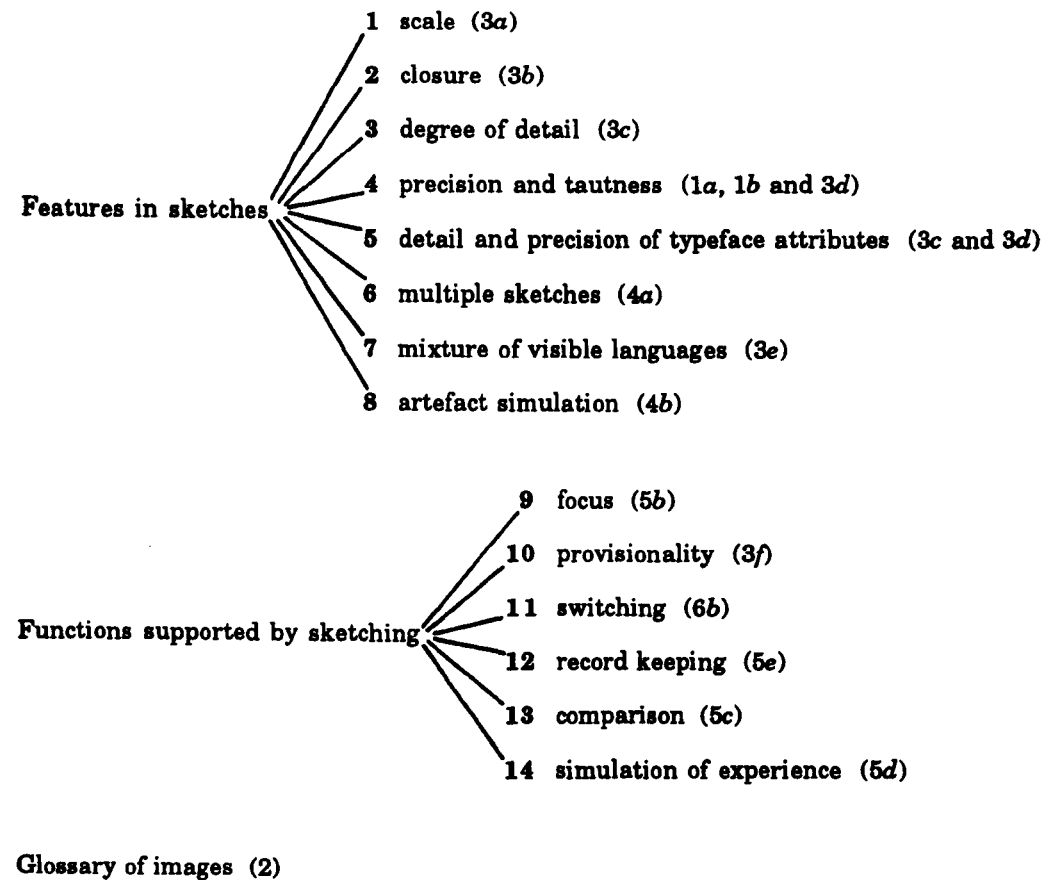 1 scale (3a)
2 closure (3b)
3 degree of detail (3c)
4 precision and tautness (1a, 1b and 3d)
Features in sketches
5 detail and precision of typeface attributes (3c and 3d)
6 multiple sketches (4a)
7 mixture of visible languages (3e)
8 artefact simulation (4b)
9 focus (5b)
10 provisionality (3f)
11 switching (6b)
Functions supported by sketching
12 record keeping (5e)
13 comparison (5c)
14 simulation of experience (5d)
Glossary of images (2)